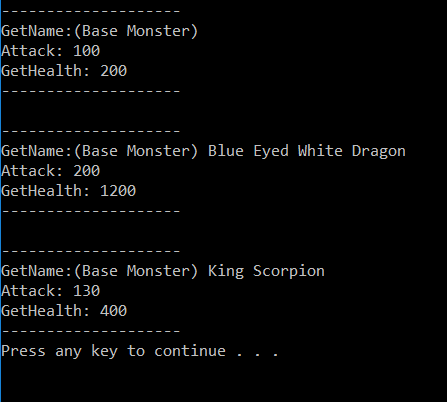 --------------------
GetName:(Base Monster)
Attack: 100
GetHealth: 200
--------------------
--------------------
GetName:(Base Monster) Blue Eyed White Dragon
Attack: 200
GetHealth: 1200
--------------------
--------------------
GetName:(Base Monster) King Scorpion
Attack: 130
GetHealth: 400
--------------------
Press any key to continue . . .